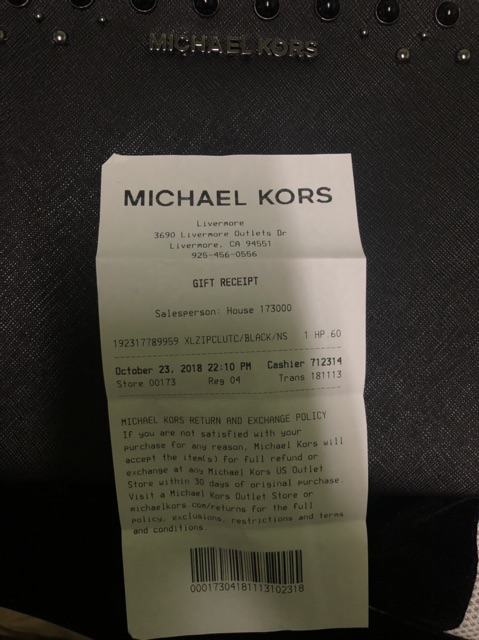 MICHAEL KORS
MICHAEL KORS
Livermore
3690 Livermore Outlets Dr
Livermore, CA 94551
925-456-0556
GIFT RECEIPT
Salesperson: House 173000
192317789959 XLZIPCLUTC/BLACK/NS 1 HP.60
October 23, 2018 22:10 PM Cashier 712314
Store 00173 Reg 04 Trans 181113
MICHAEL KORS RETURN AND EXCHANGE POLICY
If you are not satisfied with your
purchase for any reason, Michael Kors will
accept the item(s) for full refund or
exchange at any Michael Kors US Outlet
Store within 30 days of original purchase.
Visit a Michael Kors Outlet Store or
michaelkors.com/returns for the full
policy, exclusions, restrictions and terms
and conditions.
00017304181113102318